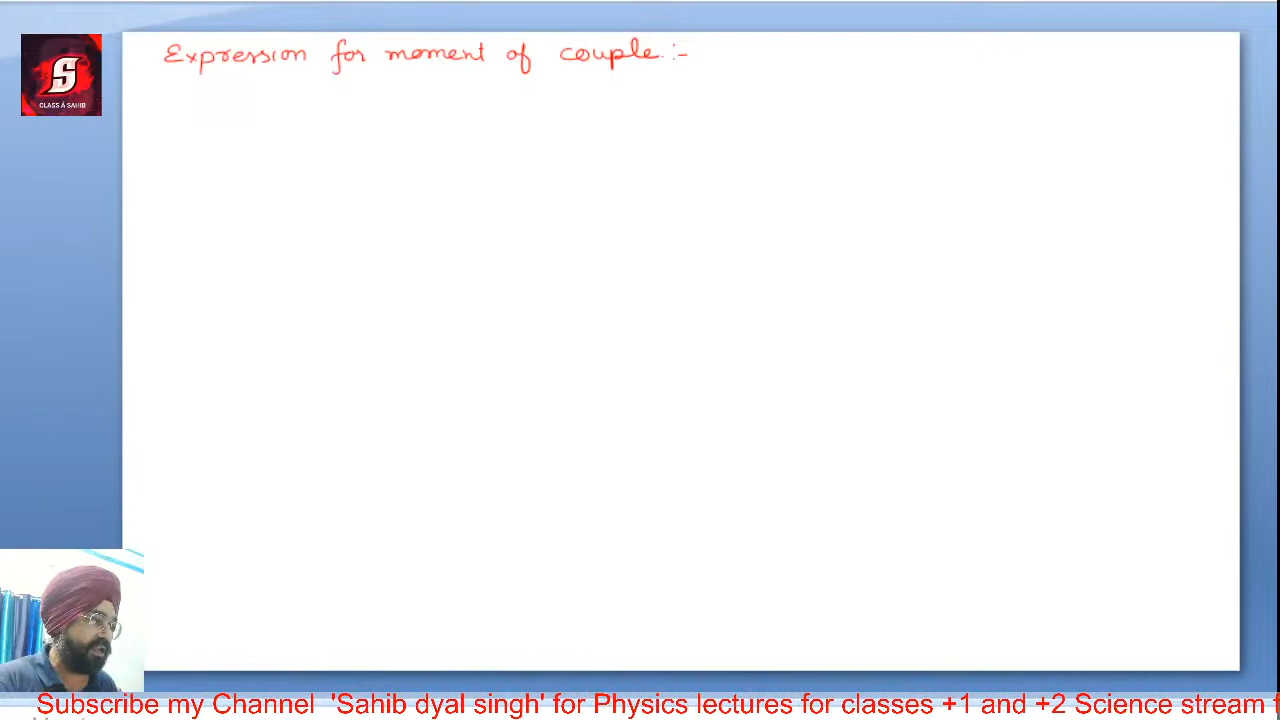 Expression for moment of couple :-
S
CLASS À SAHIB
Subscribe my Channel 'Sahib dyal singh' for Physics lectures for classes +1 and +2 Science stream f